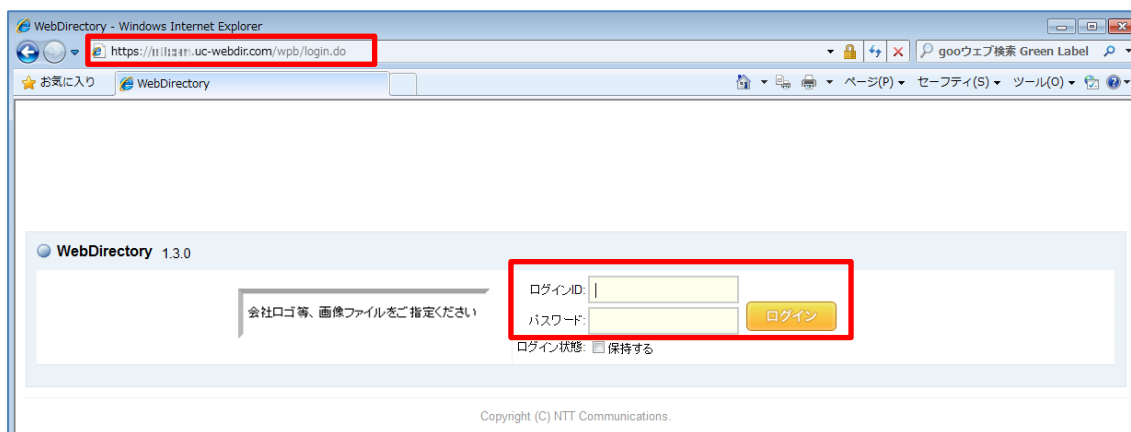 WebDirectory - Windows Internet Explorer
https://
.uc-webdir.com/wpb/login.do
gooウェブ検索 Green Label
お気に入り
WebDirectory
ページ(P)
セーフティ(S)
ツール(O)
WebDirectory 1.3.0
会社ロゴ等、画像ファイルをご指定ください
ログインID:
パスワード:
ログイン
ログイン状態: 保持する
Copyright (C) NTT Communications.